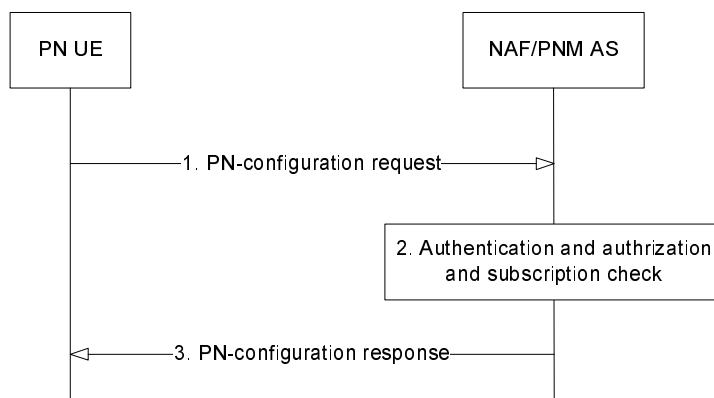 PN UE
NAF/PNM AS
1. PN-configuration request
2. Authentication and authrization
and subscription check
3. PN-configuration response